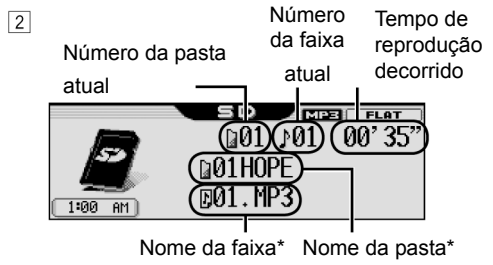 2
Número da pasta
atual
Número
da faixa
atual
Tempo de
reprodução
decorrido
SD MP3 FLAT
01 01 00’35”
SD
01HOPE
01.MP3
1:00 AM
Nome da faixa* Nome da pasta*